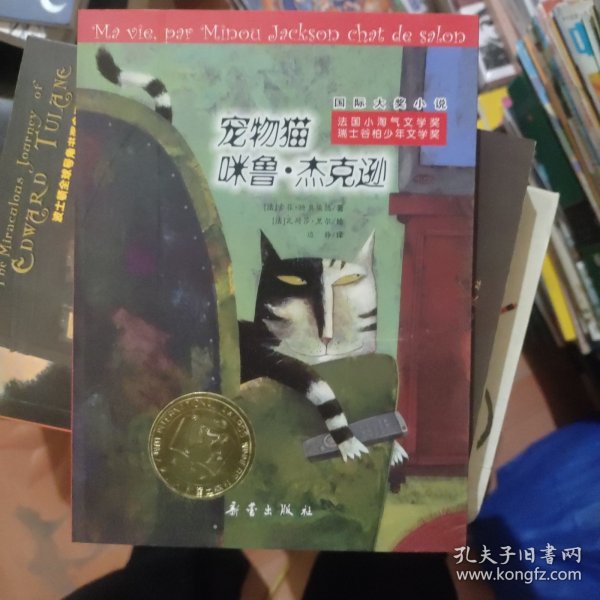 Ma vie, par Minou Jackson chat de salon
国际大奖小说
法国小淘气文学奖
瑞士谷柏少年文学奖
宠物猫
咪鲁·杰克逊
新蕾出版社
The Miraculous Journey of
EDWARD TULANE
孔夫子旧书网
www.kongfz.com